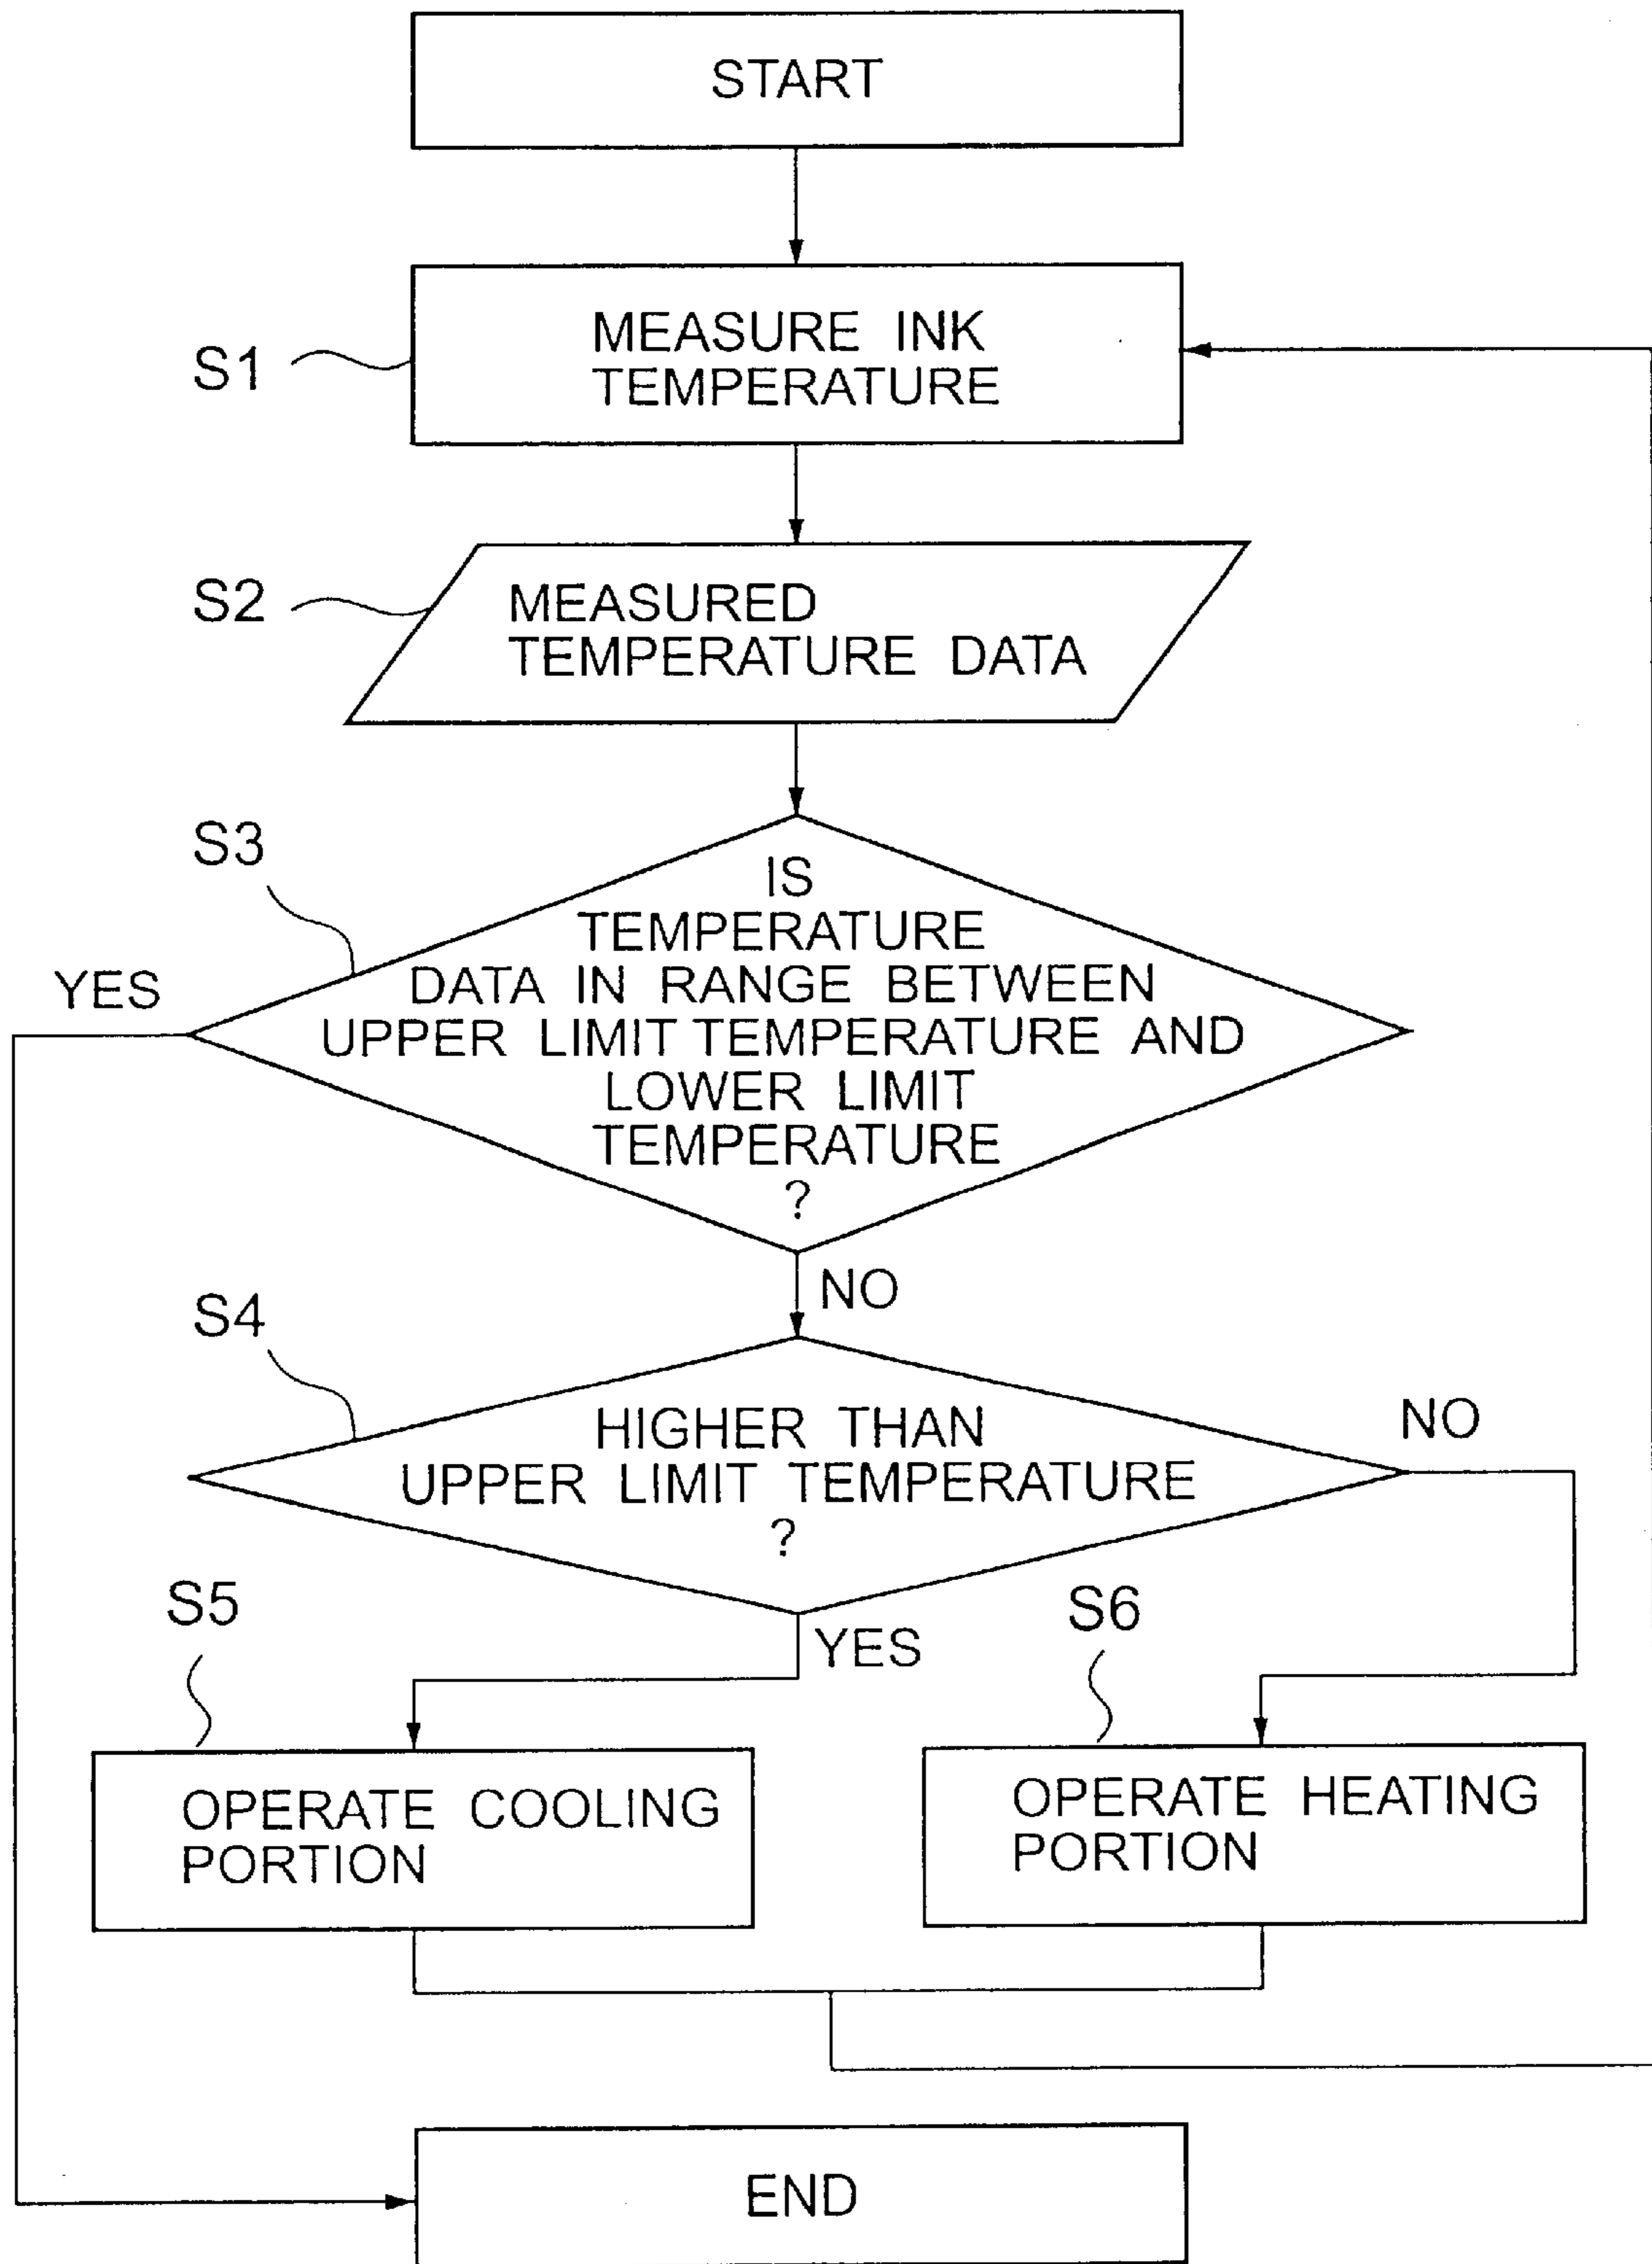 START
S1
MEASURE INK
TEMPERATURE
S2
MEASURED
TEMPERATURE DATA
S3
IS
TEMPERATURE
DATA IN RANGE BETWEEN
UPPER LIMIT TEMPERATURE AND
LOWER LIMIT
TEMPERATURE
?
YES
NO
S4
HIGHER THAN
UPPER LIMIT TEMPERATURE
?
NO
YES
S5
OPERATE COOLING
PORTION
S6
OPERATE HEATING
PORTION
END